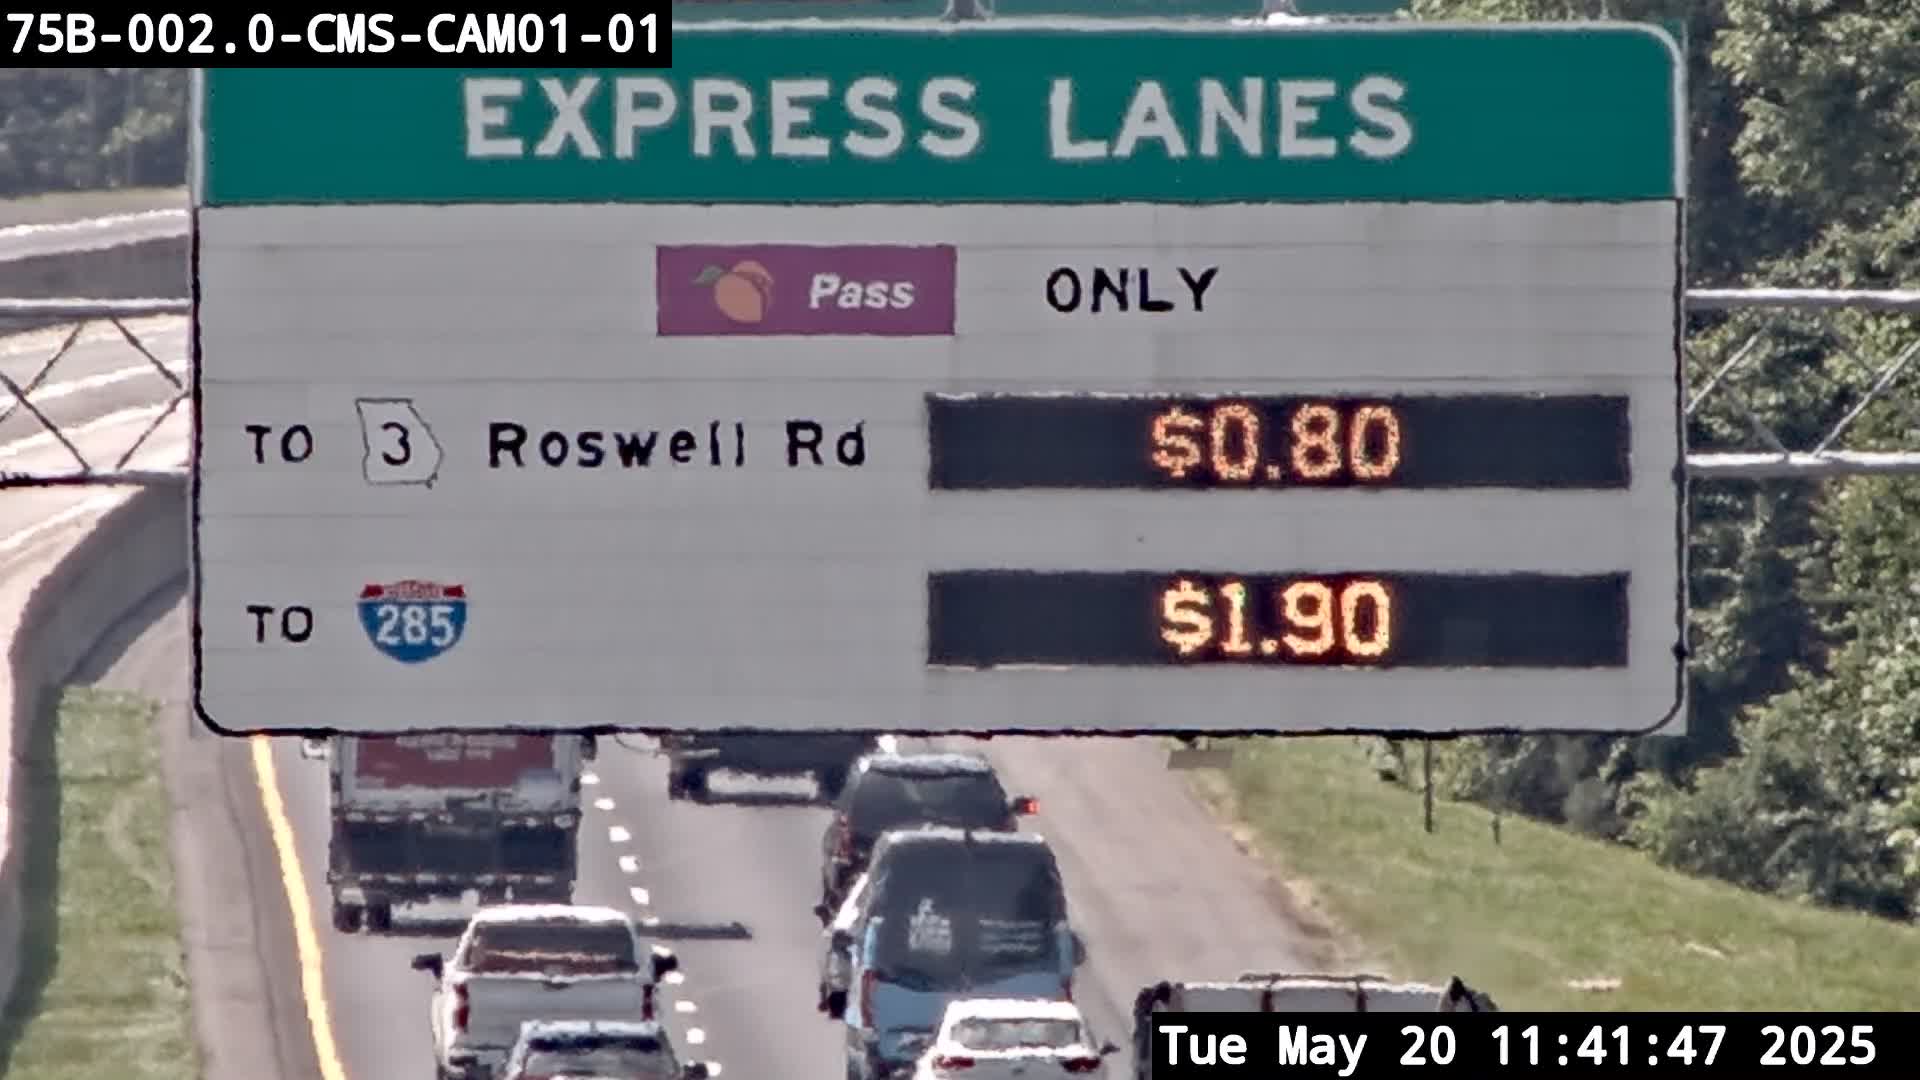 75B-002.0-CMS-CAM01-01
EXPRESS LANES
Pass ONLY
TO 3 Roswell Rd $0.80
TO 285 $1.90
Tue May 20 11:41:47 2025